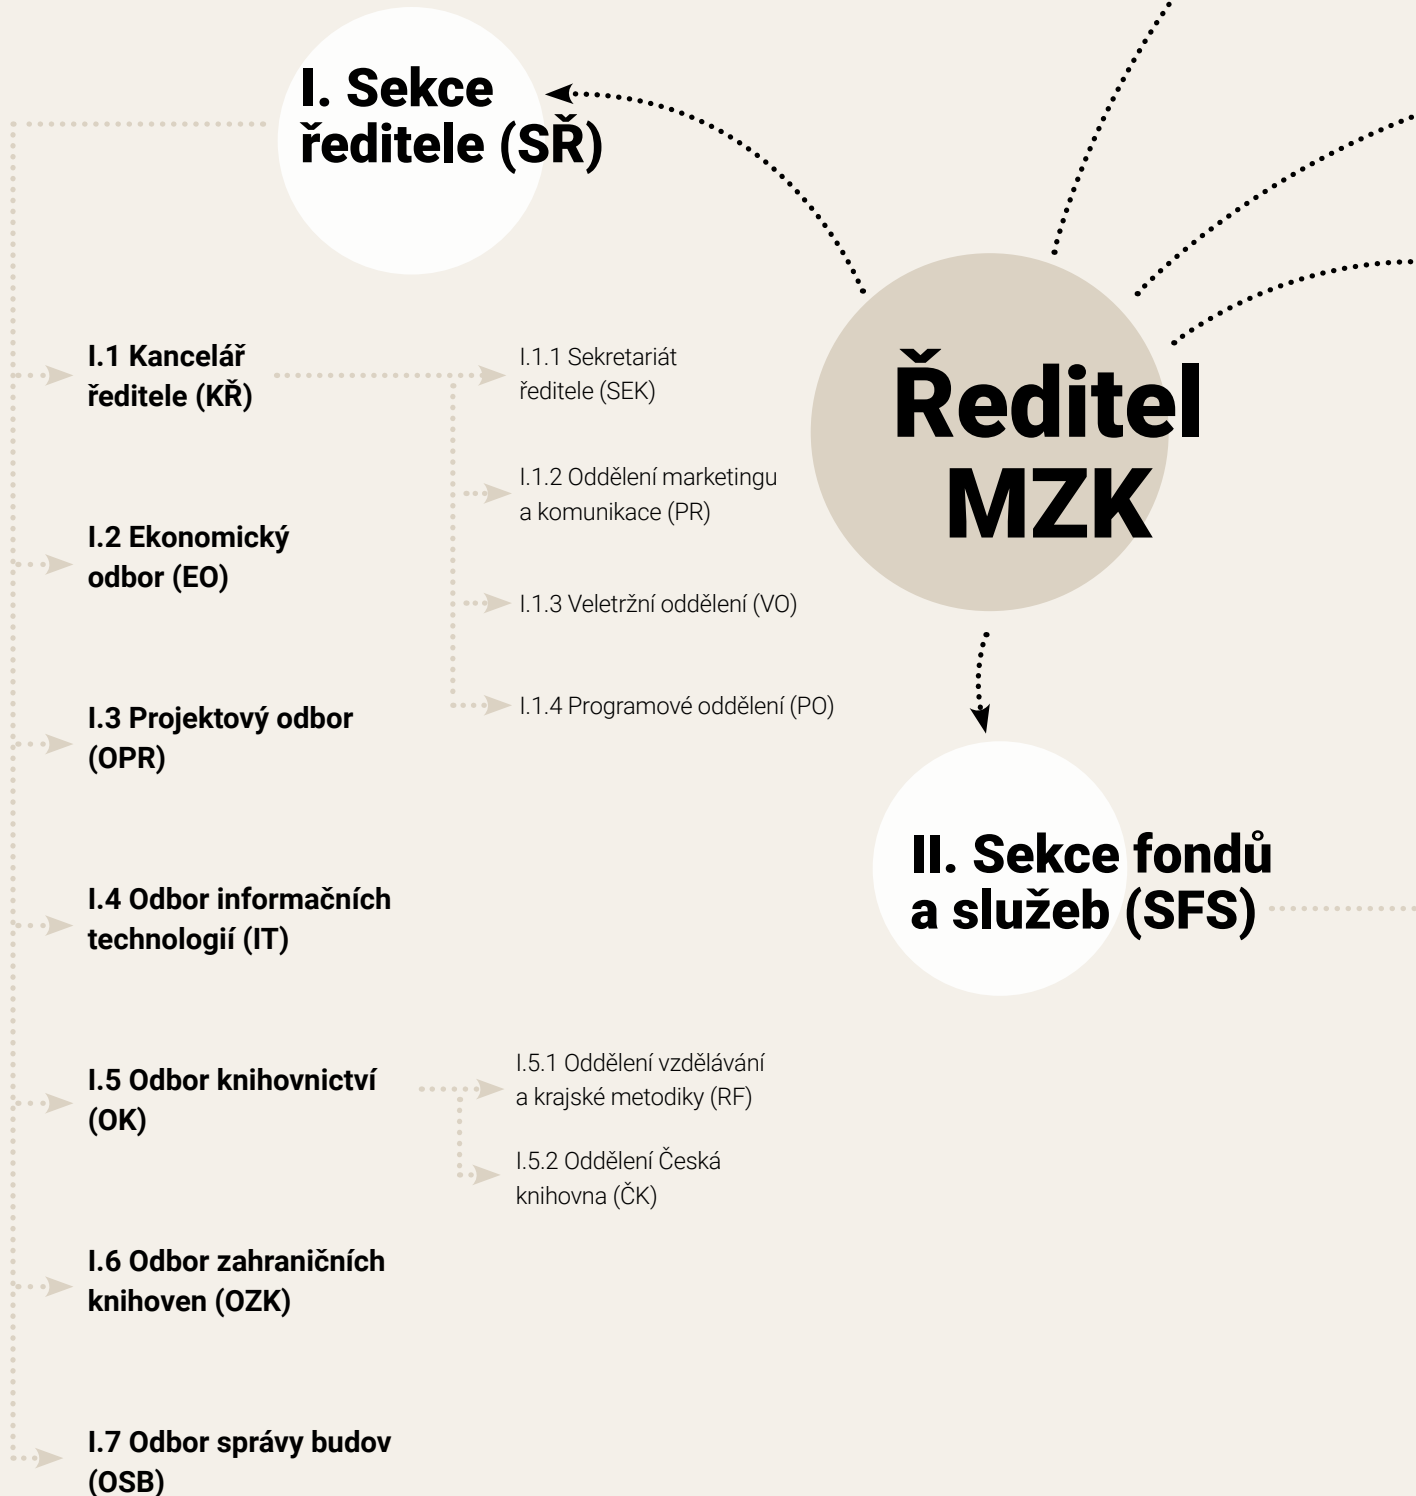 I. Sekce
ředitele (SŘ)
Ředitel
MZK
I.1 Kancelář
ředitele (KŘ)
I.1.1 Sekretariát
ředitele (SEK)
I.1.2 Oddělení marketingu
a komunikace (PR)
I.1.3 Veletržní oddělení (VO)
I.1.4 Programové oddělení (PO)
I.2 Ekonomický
odbor (EO)
I.3 Projektový odbor
(OPR)
I.4 Odbor informačních
technologií (IT)
II. Sekce fondů
a služeb (SFS)
I.5 Odbor knihovnictví
(OK)
I.5.1 Oddělení vzdělávání
a krajské metodiky (RF)
I.5.2 Oddělení Česká
knihovna (ČK)
I.6 Odbor zahraničních
knihoven (OZK)
I.7 Odbor správy budov
(OSB)